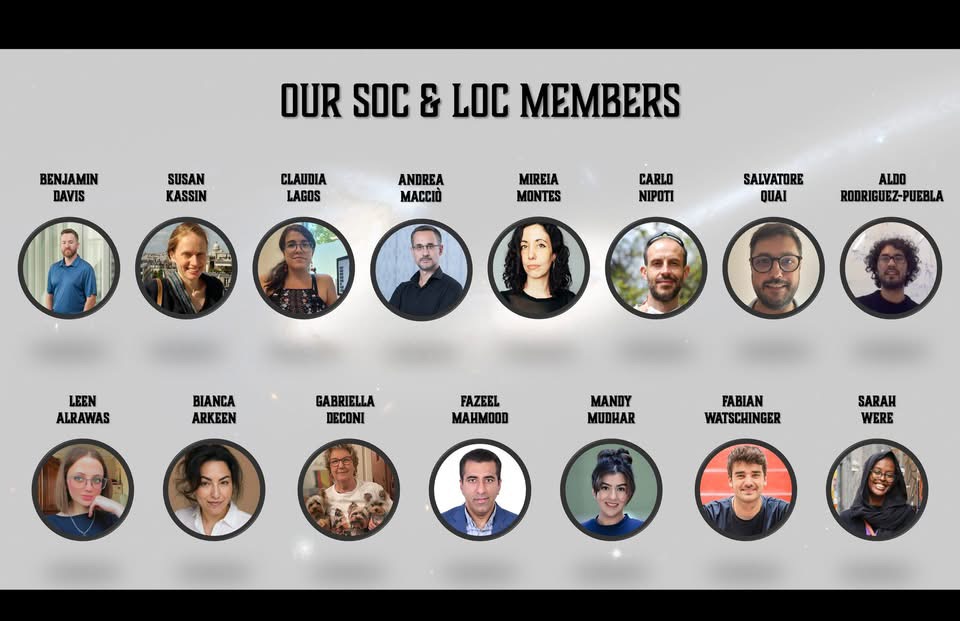 OUR SOC & LOC MEMBERS
BENJAMIN
DAVIS
SUSAN
KASSIN
CLAUDIA
LAGOS
ANDREA
MACCIÒ
MIREIA
MONTES
CARLO
NIPOTI
SALVATORE
QUAI
ALDO
RODRIGUEZ-PUEBLA
LEEN
ALRAWAS
BIANCA
ARKEEN
GABRIELLA
DECONI
FAZEEL
MAHMOOD
MANDY
MUDHAR
FABIAN
WATSCHINGER
SARAH
WERE